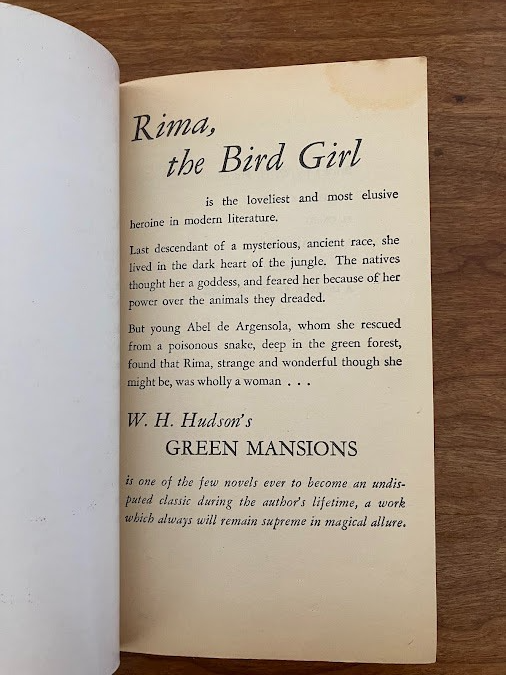 Rima,
the Bird Girl
is the loveliest and most elusive
heroine in modern literature.
Last descendant of a mysterious, ancient race, she
lived in the dark heart of the jungle. The natives
thought her a goddess, and feared her because of her
power over the animals they dreaded.
But young Abel de Argensola, whom she rescued
from a poisonous snake, deep in the green forest,
found that Rima, strange and wonderful though she
might be, was wholly a woman . . .
W. H. Hudson's
GREEN MANSIONS
is one of the few novels ever to become an undis-
puted classic during the author's lifetime, a work
which always will remain supreme in magical allure.